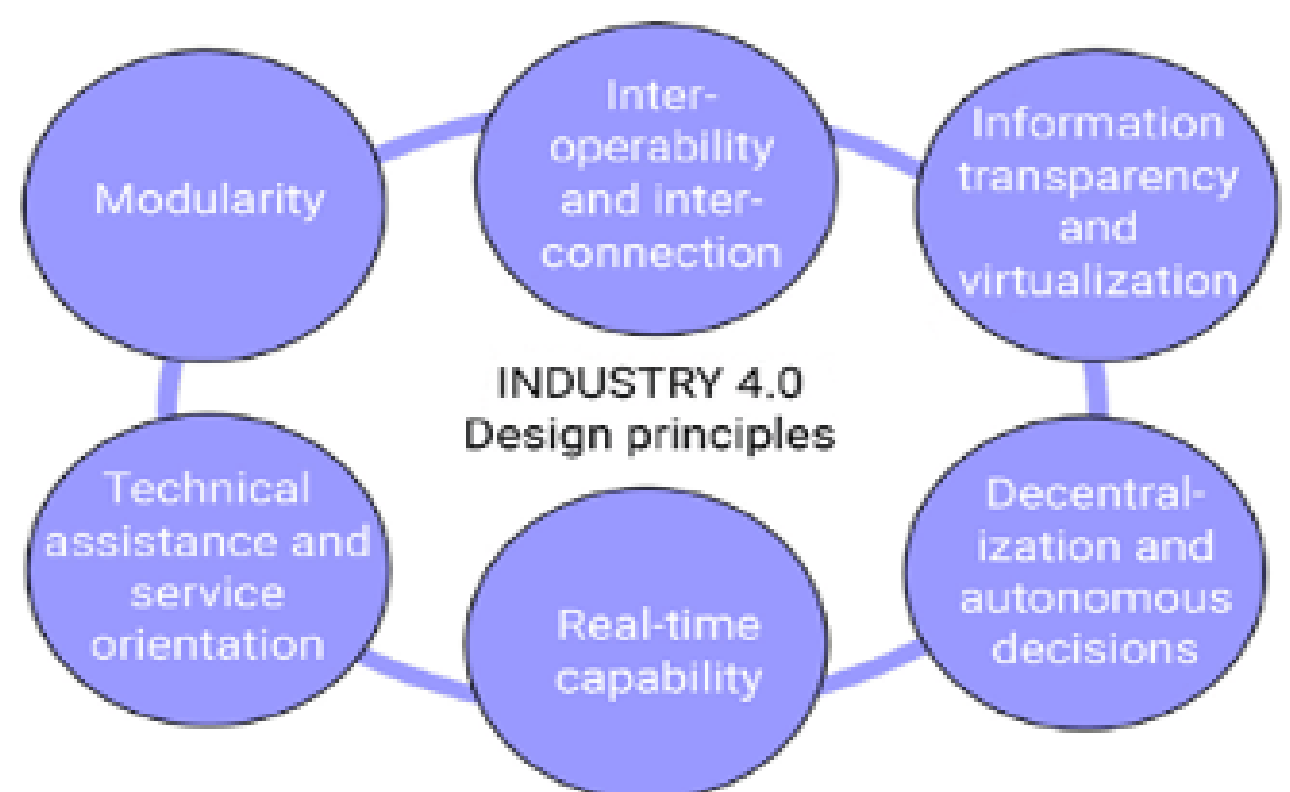 Inter-
operability
and inter-
connection
Information
transparency
and
virtualization
Modularity
INDUSTRY 4.0
Design principles
Technical
assistance and
service
orientation
Real-time
capability
Decentral-
ization and
autonomous
decisions